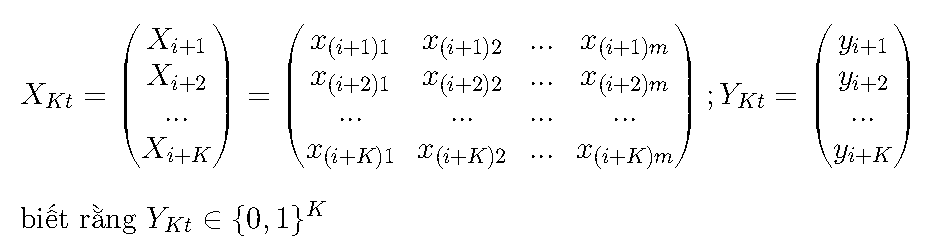 $X_{Kt} = \begin{pmatrix} X_{i+1} \\ X_{i+2} \\ ... \\ X_{i+K} \end{pmatrix} = \begin{pmatrix} x_{(i+1)1} & x_{(i+1)2} & ... & x_{(i+1)m} \\ x_{(i+2)1} & x_{(i+2)2} & ... & x_{(i+2)m} \\ ... & ... & ... & ... \\ x_{(i+K)1} & x_{(i+K)2} & ... & x_{(i+K)m} \end{pmatrix} ; Y_{Kt} = \begin{pmatrix} y_{i+1} \\ y_{i+2} \\ ... \\ y_{i+K} \end{pmatrix}$
biết rằng $Y_{Kt} \in \{0, 1\}^K$